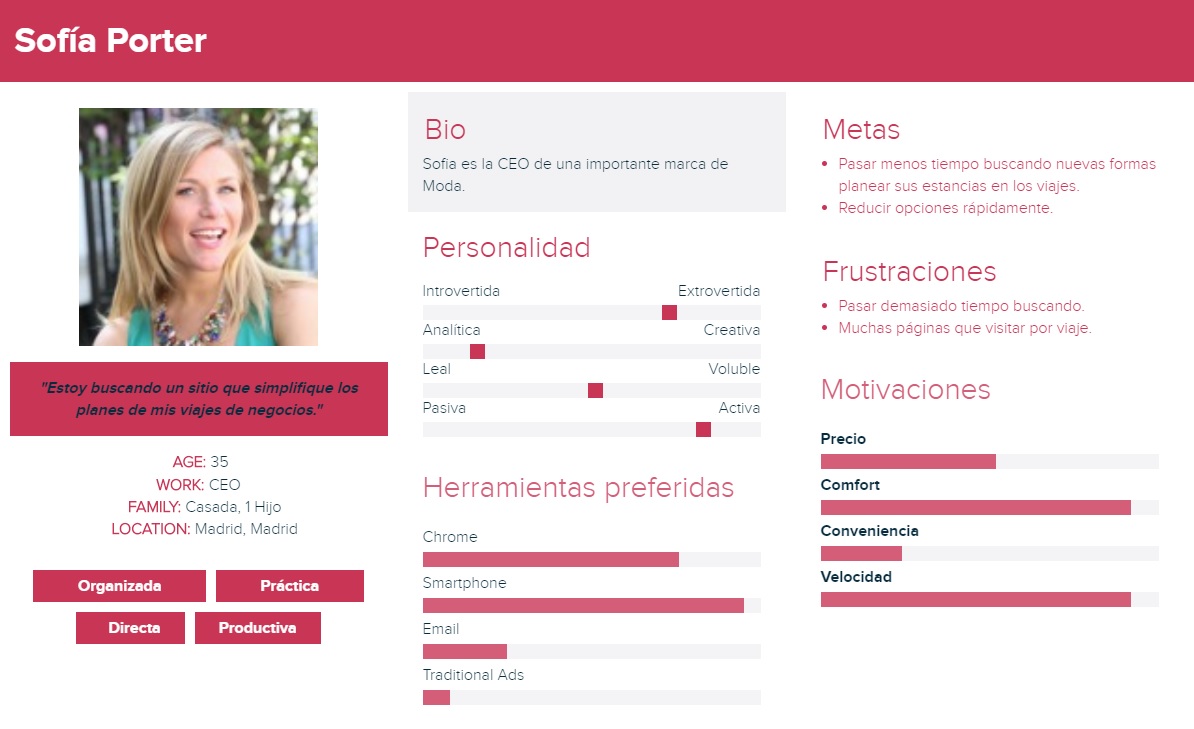 Sofía Porter
"Estoy buscando un sitio que simplifique los
planes de mis viajes de negocios."
AGE: 35
WORK: CEO
FAMILY: Casada, 1 Hijo
LOCATION: Madrid, Madrid
Organizada Práctica
Directa Productiva
Bio
Sofia es la CEO de una importante marca de
Moda.
Personalidad
Introvertida Extrovertida
Analítica Creativa
Leal Voluble
Pasiva Activa
Herramientas preferidas
Chrome
Smartphone
Email
Traditional Ads
Metas
Pasar menos tiempo buscando nuevas formas
planear sus estancias en los viajes.
Reducir opciones rápidamente.
Frustraciones
Pasar demasiado tiempo buscando.
Muchas páginas que visitar por viaje.
Motivaciones
Precio
Comfort
Conveniencia
Velocidad